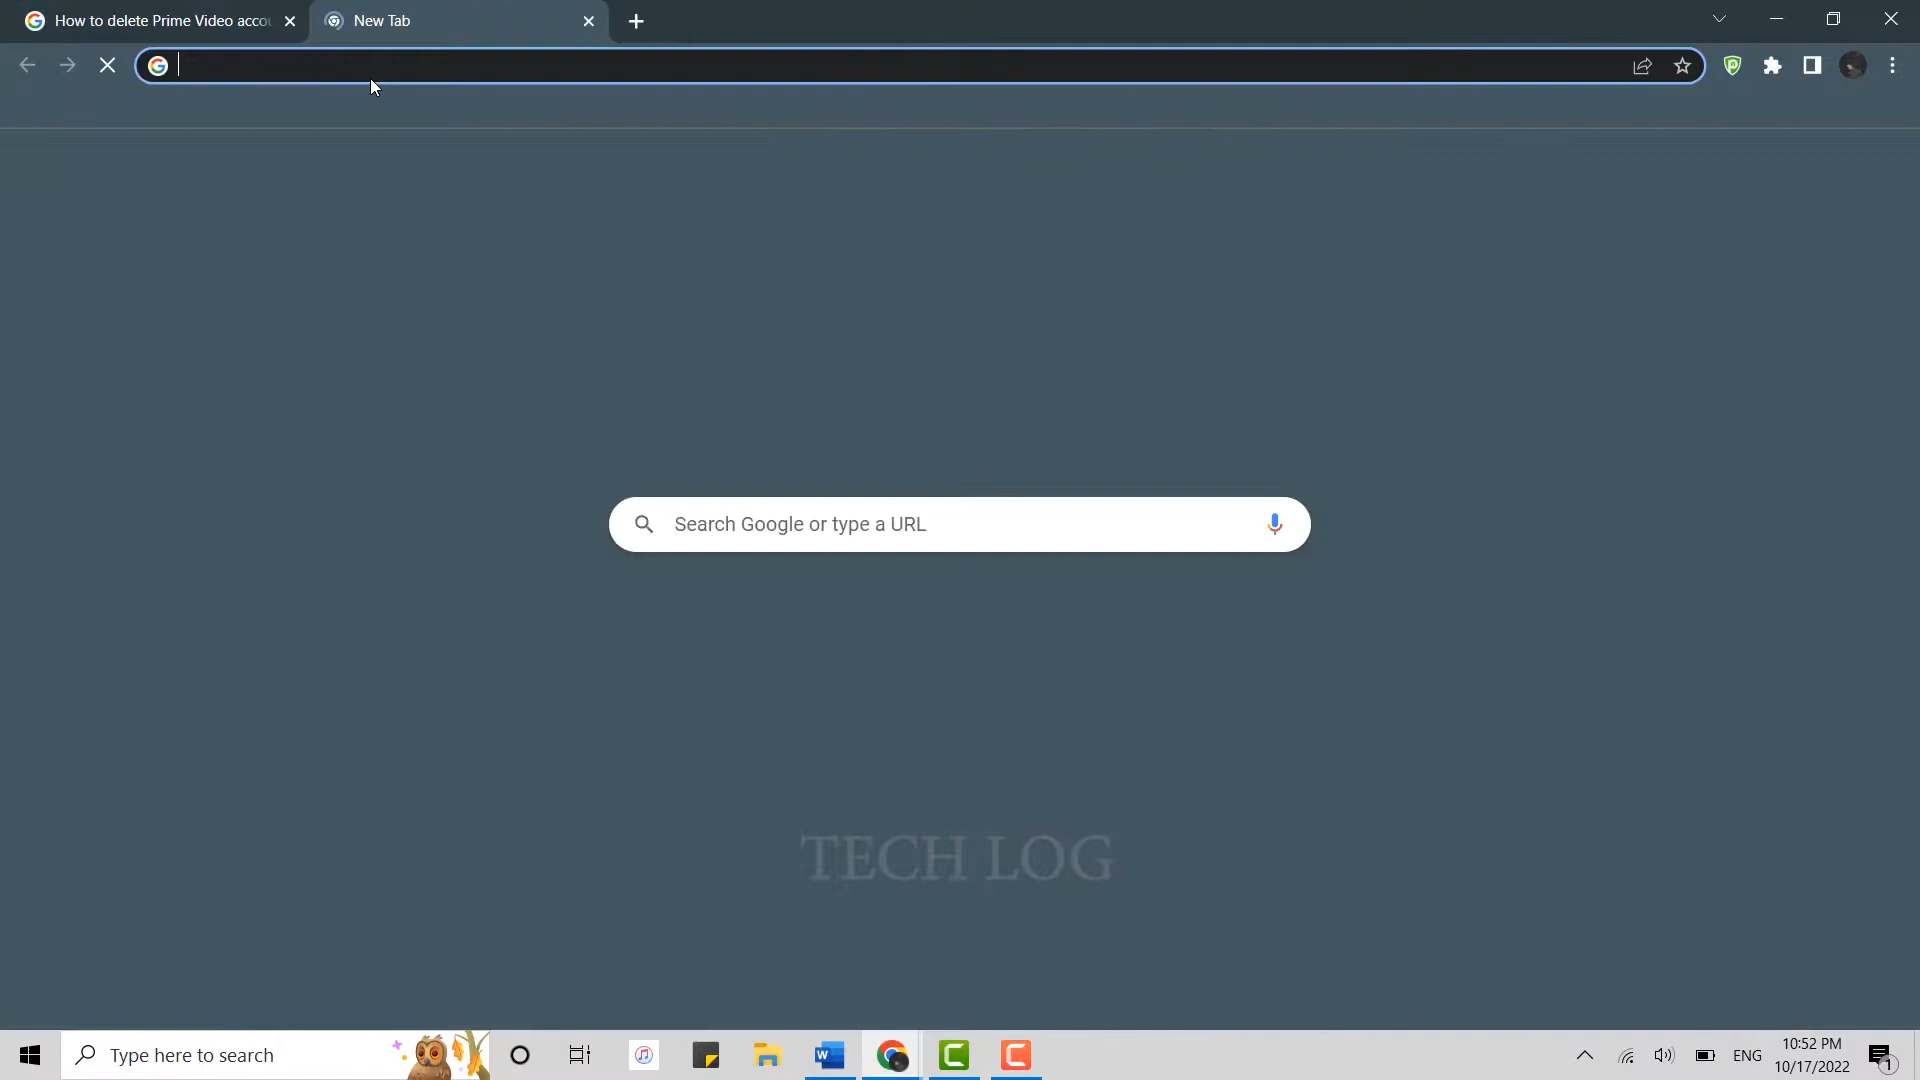 How to delete Prime Video accou
New Tab
Search Google or type a URL
TECH LOG
Type here to search
ENG
10:52 PM
10/17/2022
1